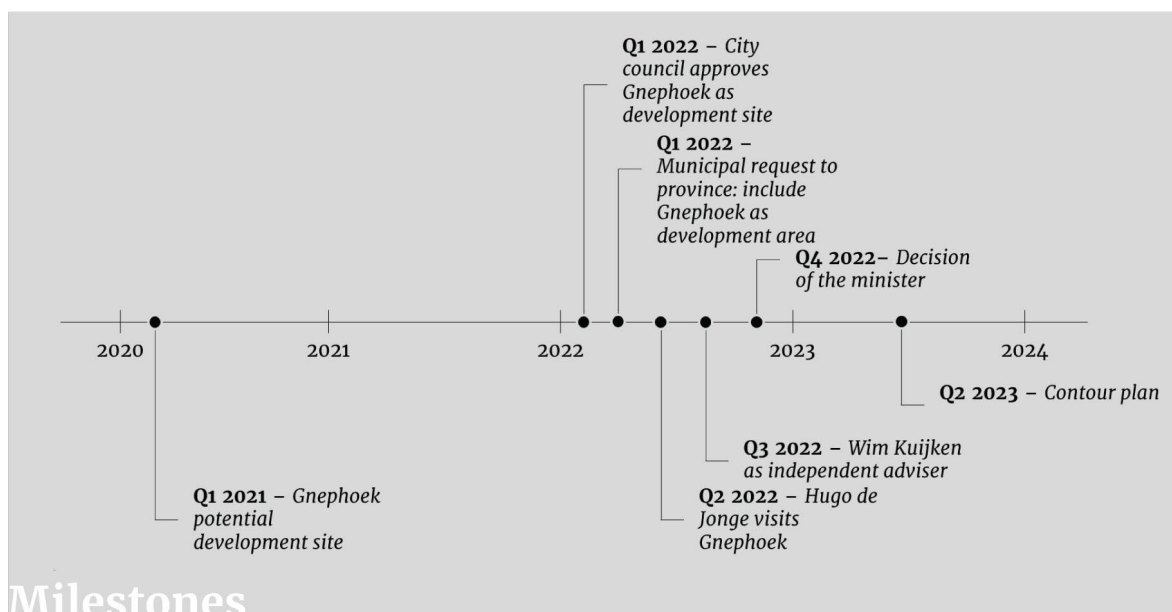 Q1 2022 – City
council approves
Gnephoek as
development site
Q1 2022 –
Municipal request to
province: include
Gnephoek as
development area
Q4 2022– Decision
of the minister
2020
2021
2022
2023
2024
Q2 2023 – Contour plan
Q3 2022 – Wim Kuijken
as independent adviser
Q1 2021 – Gnephoek
potential
development site
Q2 2022 – Hugo de
Jonge visits
Gnephoek
Milestones